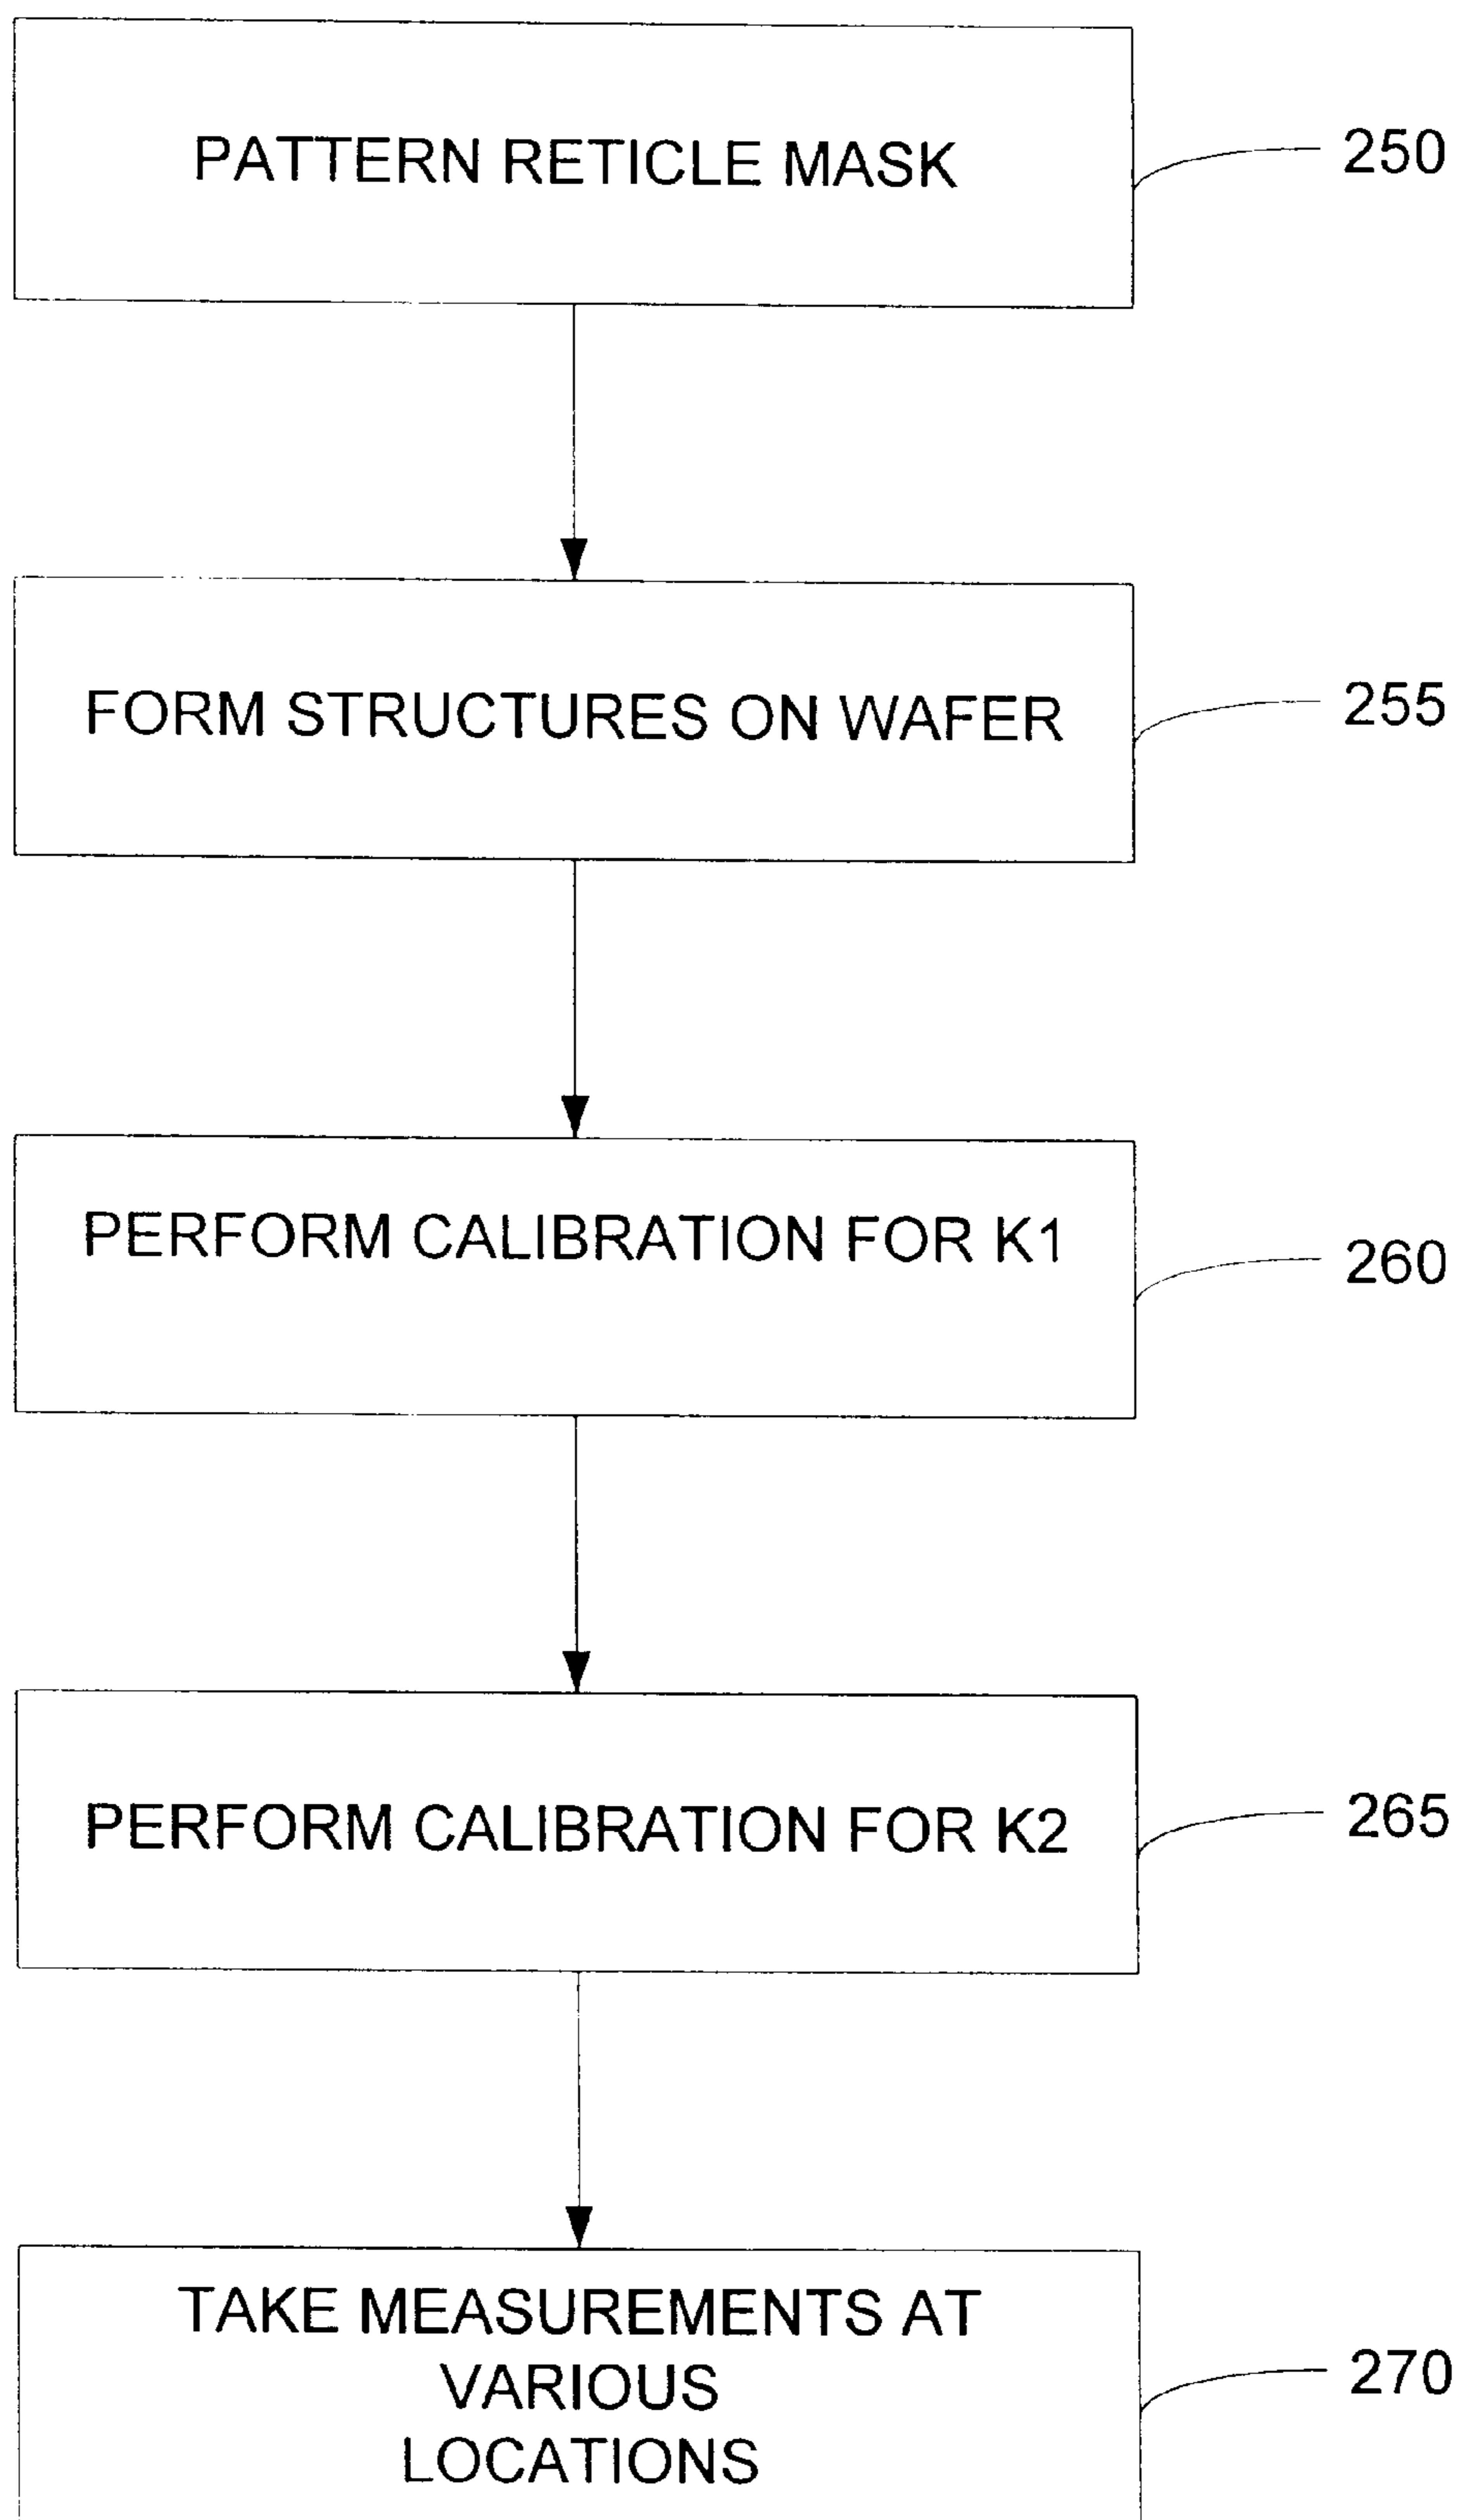 PATTERN RETICLE MASK
250
FORM STRUCTURES ON WAFER
255
PERFORM CALIBRATION FOR K1
260
PERFORM CALIBRATION FOR K2
265
TAKE MEASUREMENTS AT
VARIOUS
LOCATIONS
270